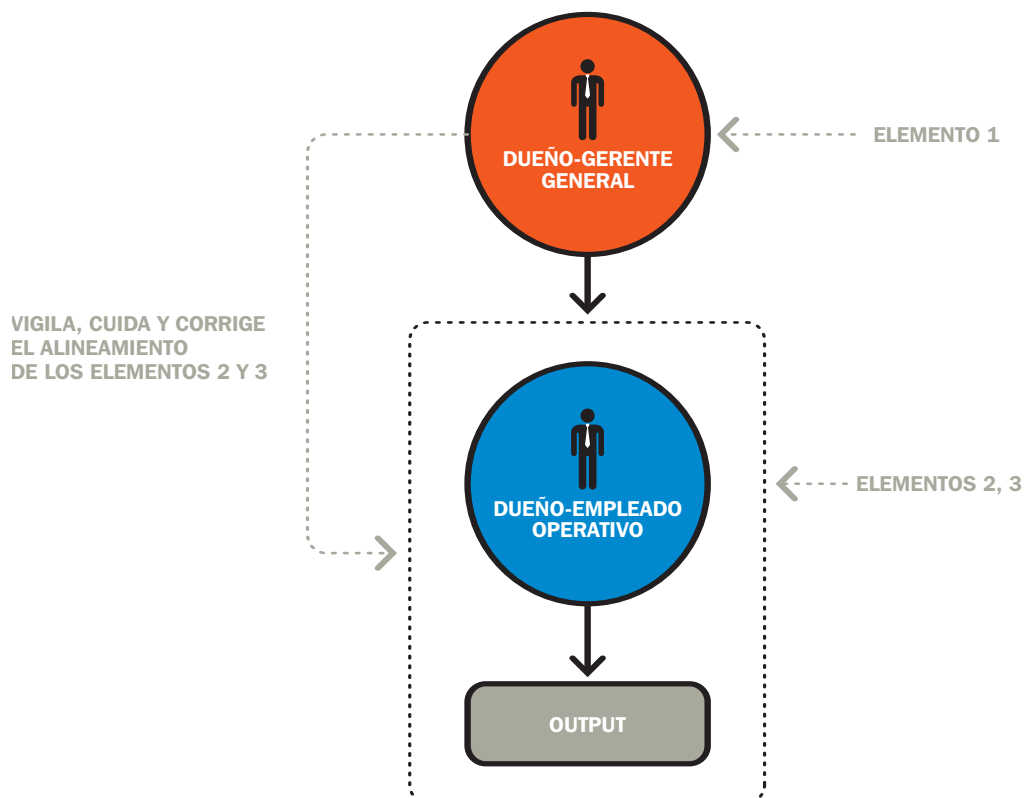 DUEÑO-GERENTE
GENERAL
ELEMENTO 1
VIGILA, CUIDA Y CORRIGE
EL ALINEAMIENTO
DE LOS ELEMENTOS 2 Y 3
DUEÑO-EMPLEADO
OPERATIVO
ELEMENTOS 2, 3
OUTPUT